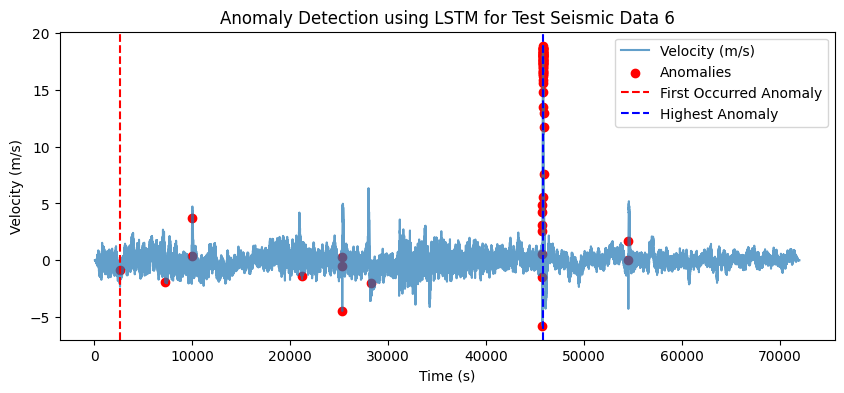 Anomaly Detection using LSTM for Test Seismic Data 6
Velocity (m/s)
20
15
10
5
0
−5
Velocity (m/s)
Anomalies
First Occurred Anomaly
Highest Anomaly
0 10000 20000 30000 40000 50000 60000 70000
Time (s)